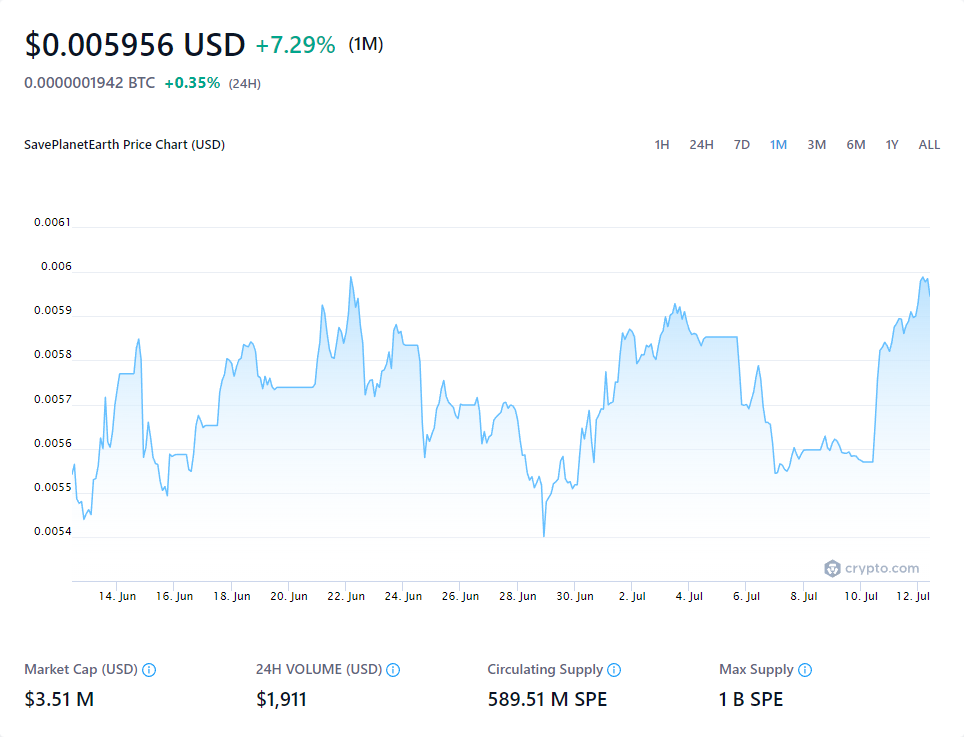 $0.005956 USD +7.29% (1M)
0.0000001942 BTC +0.35% (24H)
SavePlanetEarth Price Chart (USD) 1H 24H 7D 1M 3M 6M 1Y ALL
0.0061
0.006
0.0059
0.0058
0.0057
0.0056
0.0055
0.0054
crypto.com
14. Jun 16. Jun 18. Jun 20. Jun 22. Jun 24. Jun 26. Jun 28. Jun 30. Jun 2. Jul 4. Jul 6. Jul 8. Jul 10. Jul 12. Jul
Market Cap (USD) 24H VOLUME (USD) Circulating Supply Max Supply
$3.51 M $1,911 589.51 M SPE 1 B SPE